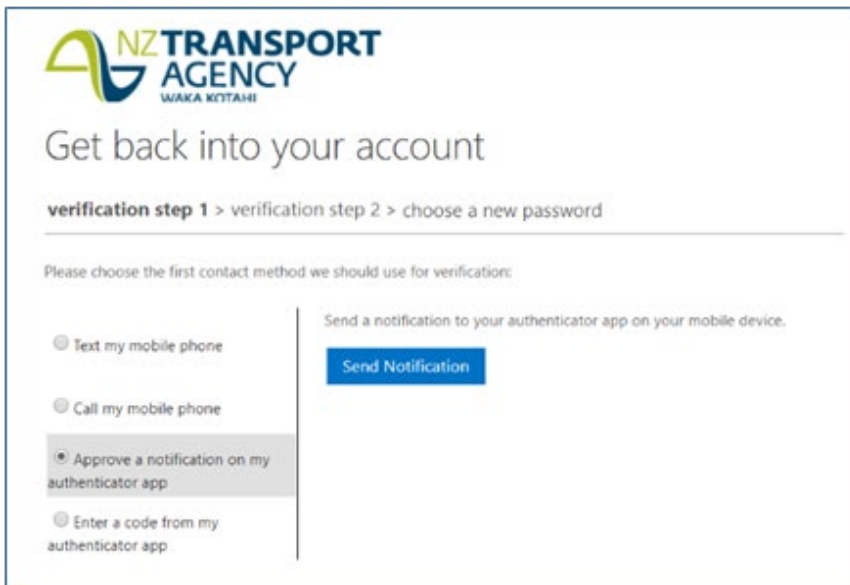 NZ TRANSPORT
AGENCY
WAKA KOTAHI
Get back into your account
verification step 1 > verification step 2 > choose a new password
Please choose the first contact method we should use for verification:
Text my mobile phone
Call my mobile phone
Approve a notification on my
authenticator app
Enter a code from my
authenticator app
Send a notification to your authenticator app on your mobile device.
Send Notification